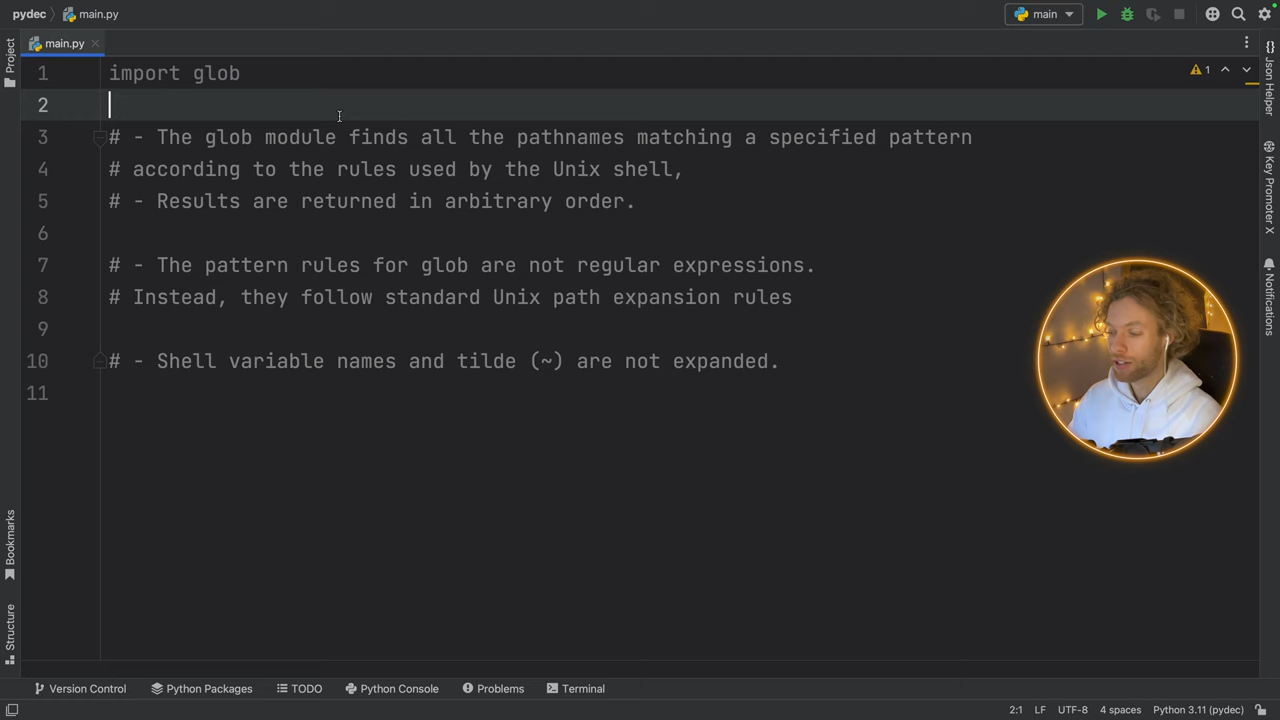 pydec
main.py
main
main.py
1
1 import glob
2
3 # - The glob module finds all the pathnames matching a specified pattern
4 # according to the rules used by the Unix shell,
5 # - Results are returned in arbitrary order.
6
7 # - The pattern rules for glob are not regular expressions.
8 # Instead, they follow standard Unix path expansion rules
9
10 # - Shell variable names and tilde (~) are not expanded.
11
Project
Bookmarks
Structure
{} Json Helper
Key Promoter X
Notifications
Version Control
Python Packages
TODO
Python Console
Problems
Terminal
2:1 LF UTF-8 4 spaces Python 3.11 (pydec)